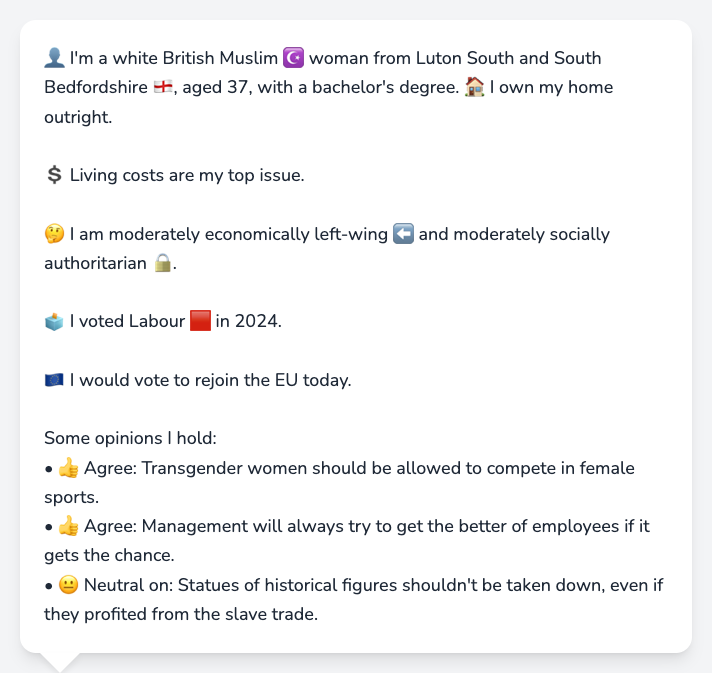 👤 I'm a white British Muslim ☪️ woman from Luton South and South
Bedfordshire 🏴󠁧󠁢󠁥󠁮󠁧󠁿, aged 37, with a bachelor's degree. 🏠 I own my home
outright.
💲 Living costs are my top issue.
🤔 I am moderately economically left-wing ⬅️ and moderately socially
authoritarian 🔒.
🗳️ I voted Labour 🟥 in 2024.
🇪🇺 I would vote to rejoin the EU today.
Some opinions I hold:
• 👍 Agree: Transgender women should be allowed to compete in female
sports.
• 👍 Agree: Management will always try to get the better of employees if it
gets the chance.
• 😐 Neutral on: Statues of historical figures shouldn't be taken down, even if
they profited from the slave trade.